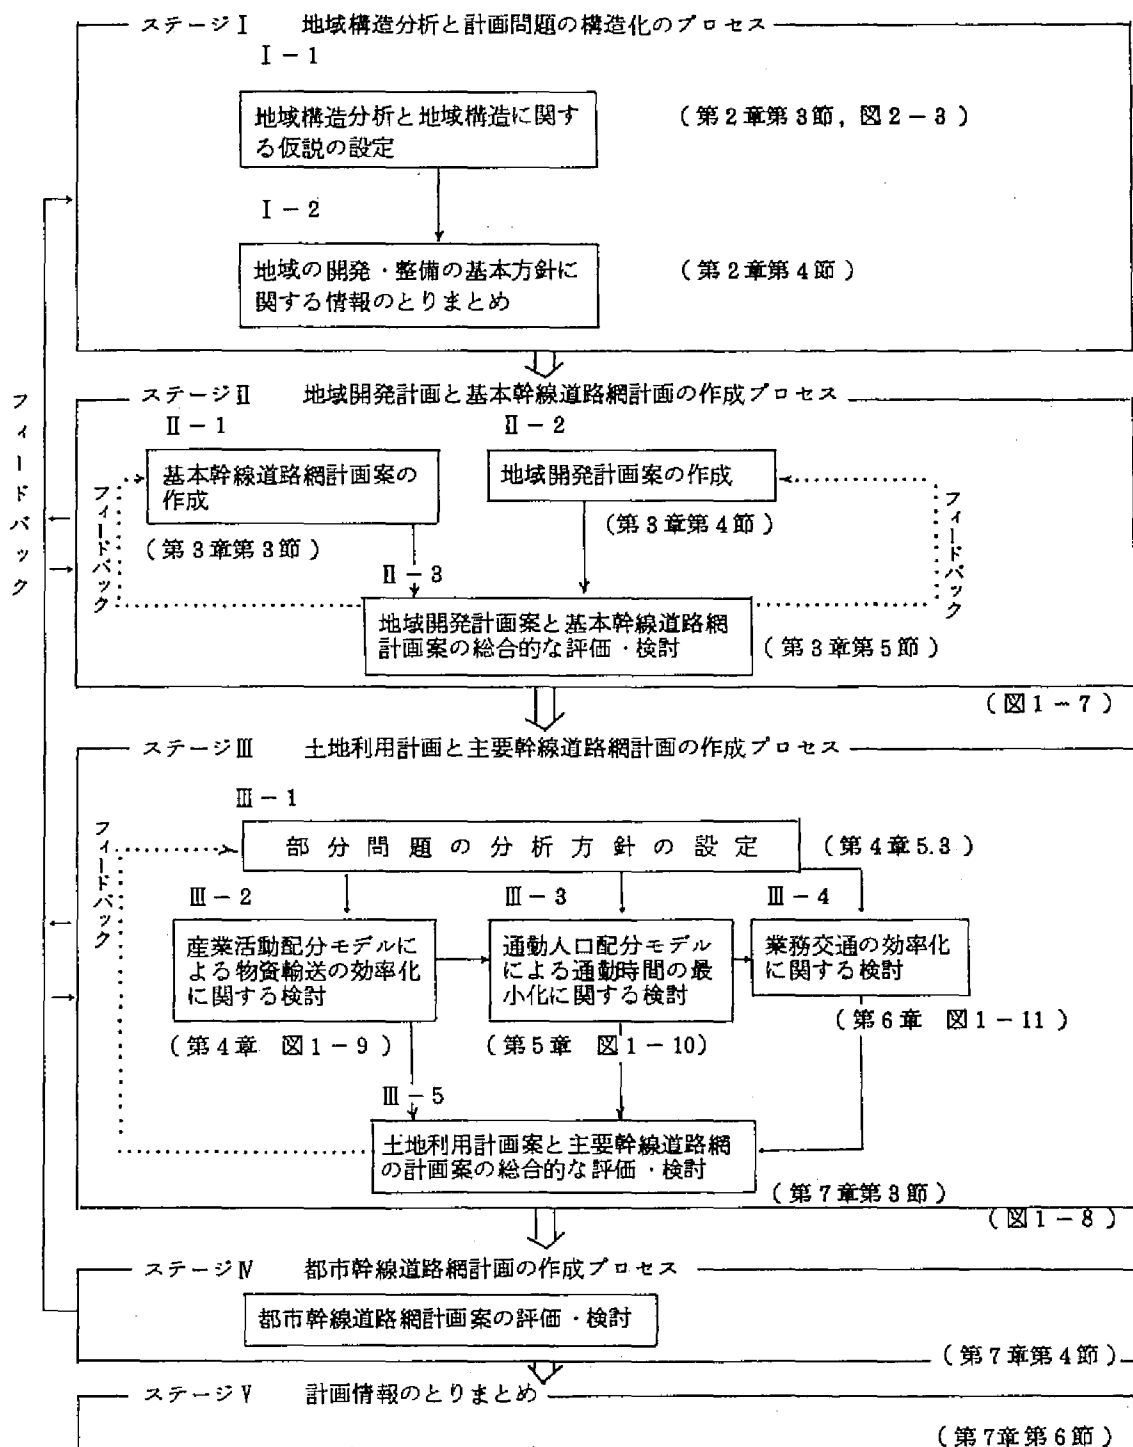 ステージⅠ　地域構造分析と計画問題の構造化のプロセス
Ⅰ－1
地域構造分析と地域構造に関す
る仮説の設定
（第2章第3節，図2－3）
Ⅰ－2
地域の開発・整備の基本方針に
関する情報のとりまとめ
（第2章第4節）
フィードバック
ステージⅡ　地域開発計画と基本幹線道路網計画の作成プロセス
Ⅱ－1
基本幹線道路網計画案の
作成
（第3章第3節）
Ⅱ－2
地域開発計画案の作成
（第3章第4節）
フィードバック
フィードバック
Ⅱ－3
地域開発計画案と基本幹線道路網
計画案の総合的な評価・検討
（第3章第5節）
（図1－7）
ステージⅢ　土地利用計画と主要幹線道路網計画の作成プロセス
Ⅲ－1
部分問題の分析方針の設定
（第4章5.3）
フィードバック
Ⅲ－2
産業活動配分モデルに
よる物資輸送の効率化
に関する検討
（第4章　図1－9）
Ⅲ－3
通動人口配分モデル
による通動時間の最
小化に関する検討
（第5章　図1－10）
Ⅲ－4
業務交通の効率化
に関する検討
（第6章　図1－11）
Ⅲ－5
土地利用計画案と主要幹線道路網
の計画案の総合的な評価・検討
（第7章第3節）
（図1－8）
ステージⅣ　都市幹線道路網計画の作成プロセス
都市幹線道路網計画案の評価・検討
（第7章第4節）
ステージⅤ　計画情報のとりまとめ
（第7章第6節）